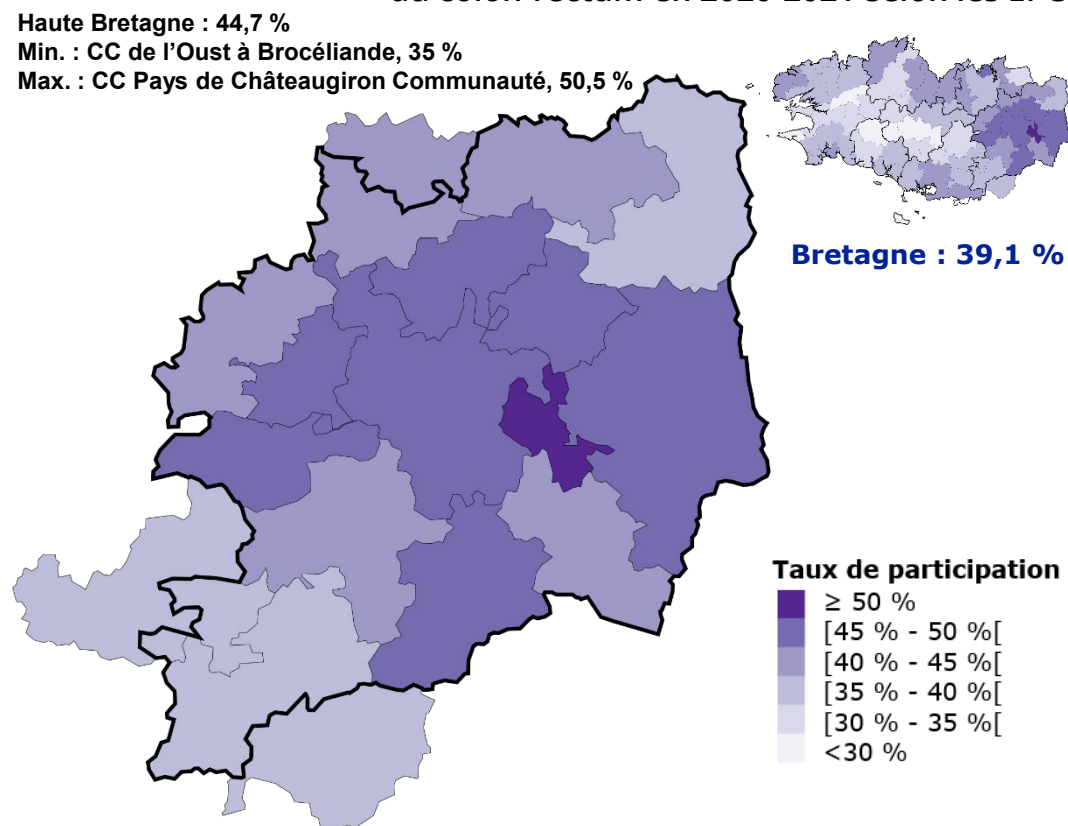 Haute Bretagne : 44,7 %
Min. : CC de l’Oust à Brocéliande, 35 %
Max. : CC Pays de Châteaugiron Communauté, 50,5 %
Bretagne : 39,1 %
Taux de participation
≥ 50 %
[45 % - 50 %[
[40 % - 45 %[
[35 % - 40 %[
[30 % - 35 %[
<30 %